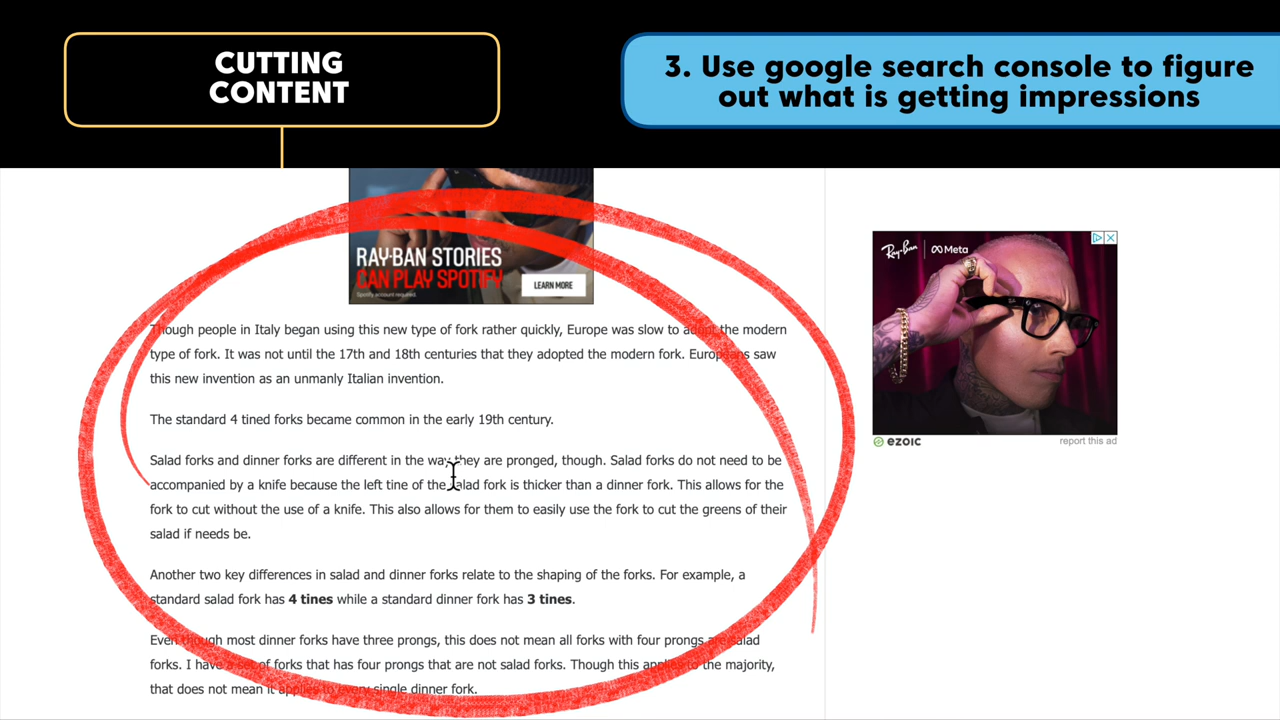 CUTTING
CONTENT
3. Use google search console to figure
out what is getting impressions
RAY-BAN STORIES
CAN PLAY SPOTIFY
Spotify account required.
LEARN MORE
Ray-Ban | Meta
ezoic
report this ad
Though people in Italy began using this new type of fork rather quickly, Europe was slow to adopt the modern
type of fork. It was not until the 17th and 18th centuries that they adopted the modern fork. Europeans saw
this new invention as an unmanly Italian invention.
The standard 4 tined forks became common in the early 19th century.
Salad forks and dinner forks are different in the way they are pronged, though. Salad forks do not need to be
accompanied by a knife because the left tine of the salad fork is thicker than a dinner fork. This allows for the
fork to cut without the use of a knife. This also allows for them to easily use the fork to cut the greens of their
salad if needs be.
Another two key differences in salad and dinner forks relate to the shaping of the forks. For example, a
standard salad fork has 4 tines while a standard dinner fork has 3 tines.
Even though most dinner forks have three prongs, this does not mean all forks with four prongs are salad
forks. I have a set of forks that has four prongs that are not salad forks. Though this applies to the majority,
that does not mean it applies to every single dinner fork.